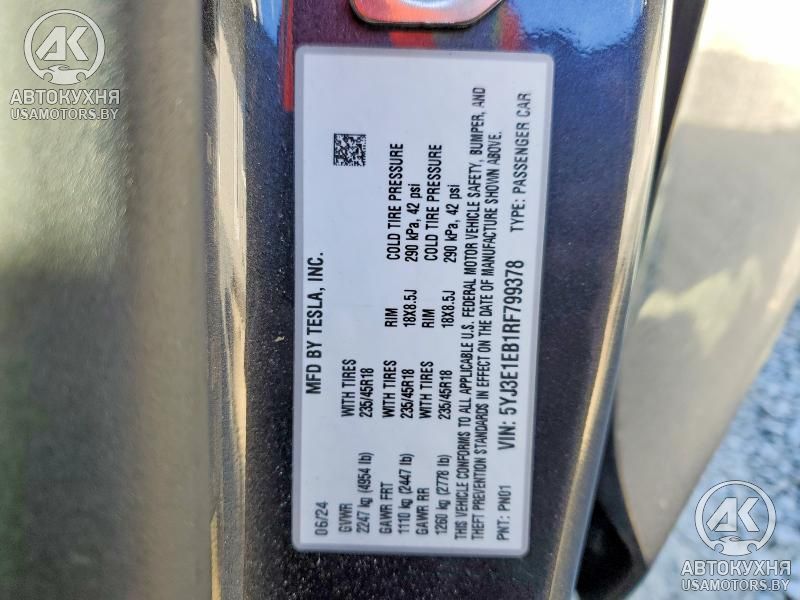 MFD BY TESLA, INC.
06/24
GVWR
2247 kg (4954 lb)
WITH TIRES
235/45R18
GAWR FRT
1110 kg (2447 lb)
WITH TIRES
235/45R18
RIM
18X8.5J
COLD TIRE PRESSURE
290 kPa, 42 psi
GAWR RR
1260 kg (2778 lb)
WITH TIRES
235/45R18
RIM
18X8.5J
COLD TIRE PRESSURE
290 kPa, 42 psi
THIS VEHICLE CONFORMS TO ALL APPLICABLE U.S. FEDERAL MOTOR VEHICLE SAFETY, BUMPER, AND
THEFT PREVENTION STANDARDS IN EFFECT ON THE DATE OF MANUFACTURE SHOWN ABOVE.
PNT: PN01 VIN: 5YJ3E1EB1RF799378 TYPE: PASSENGER CAR
АК
АВТОКУХНЯ
USAMOTORS.BY
АК
АВТОКУХНЯ
USAMOTORS.BY